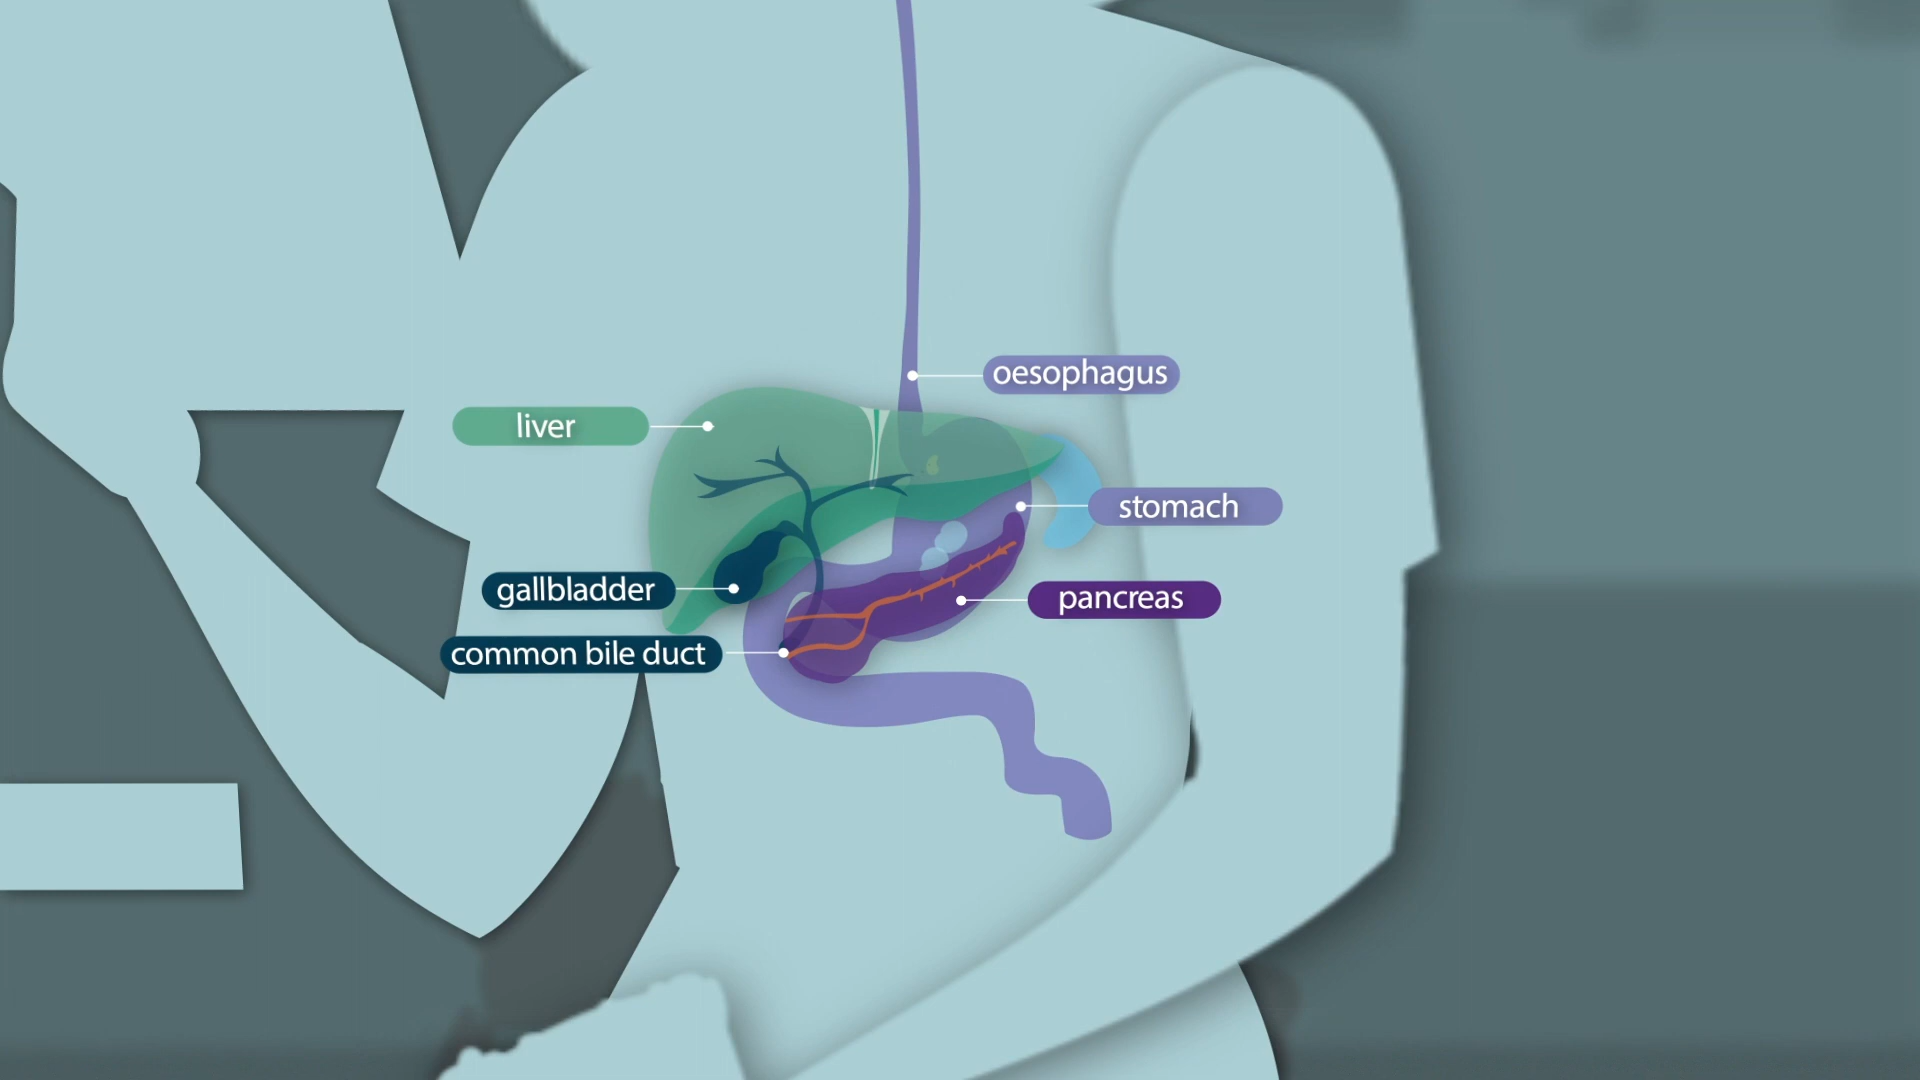 oesophagus
liver
stomach
gallbladder
pancreas
common bile duct